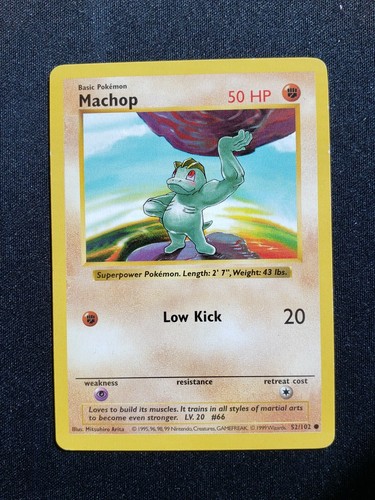 Basic Pokémon
Machop 50 HP
Superpower Pokémon. Length: 2' 7", Weight: 43 lbs.
Low Kick 20
weakness resistance retreat cost
Loves to build its muscles. It trains in all styles of martial arts
to become even stronger. LV. 20 #66
Illus. Mitsuhiro Arita © 1995, 96, 98, 99 Nintendo, Creatures, GAMEFREAK. © 1999 Wizards. 52/102